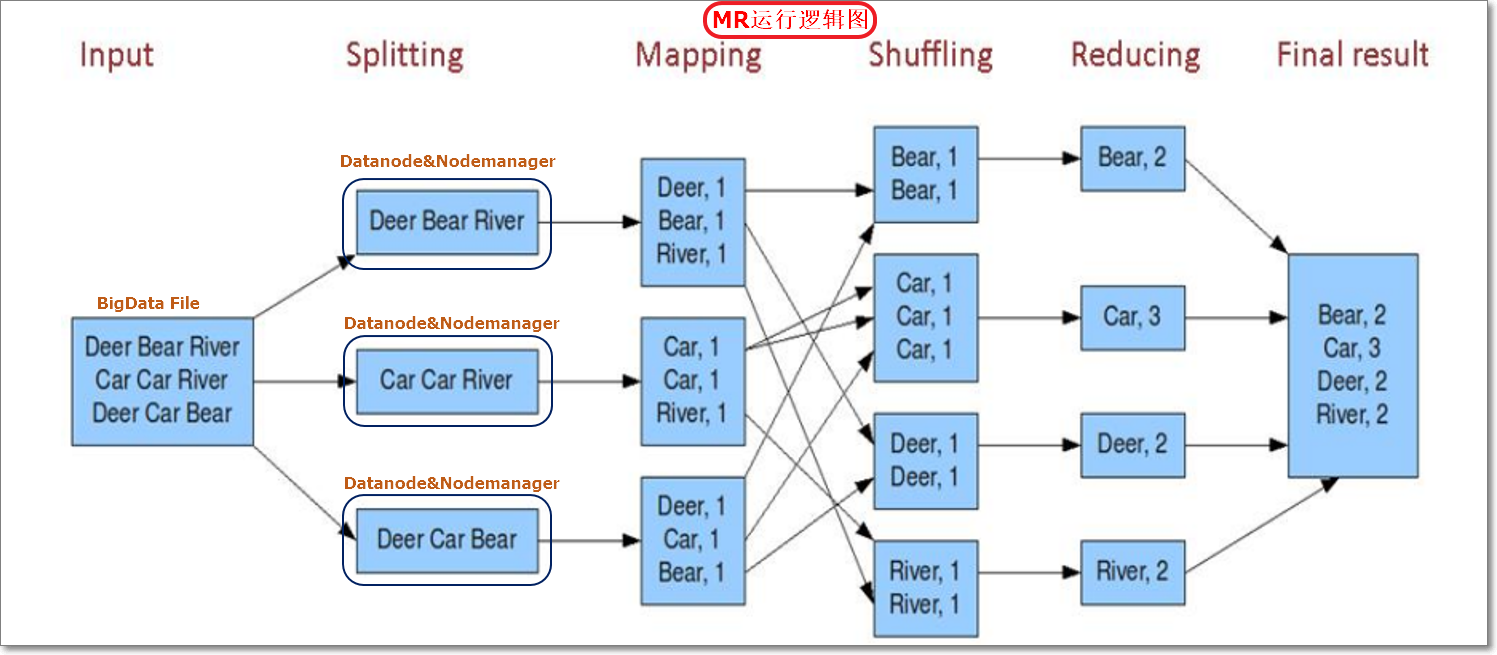 MR运行逻辑图
Input
Splitting
Mapping
Shuffling
Reducing
Final result
BigData File
Deer Bear River
Car Car River
Deer Car Bear
Datanode&Nodemanager
Deer Bear River
Datanode&Nodemanager
Car Car River
Datanode&Nodemanager
Deer Car Bear
Deer, 1
Bear, 1
River, 1
Car, 1
Car, 1
River, 1
Deer, 1
Car, 1
Bear, 1
Bear, 1
Bear, 1
Car, 1
Car, 1
Car, 1
Deer, 1
Deer, 1
River, 1
River, 1
Bear, 2
Car, 3
Deer, 2
River, 2
Bear, 2
Car, 3
Deer, 2
River, 2